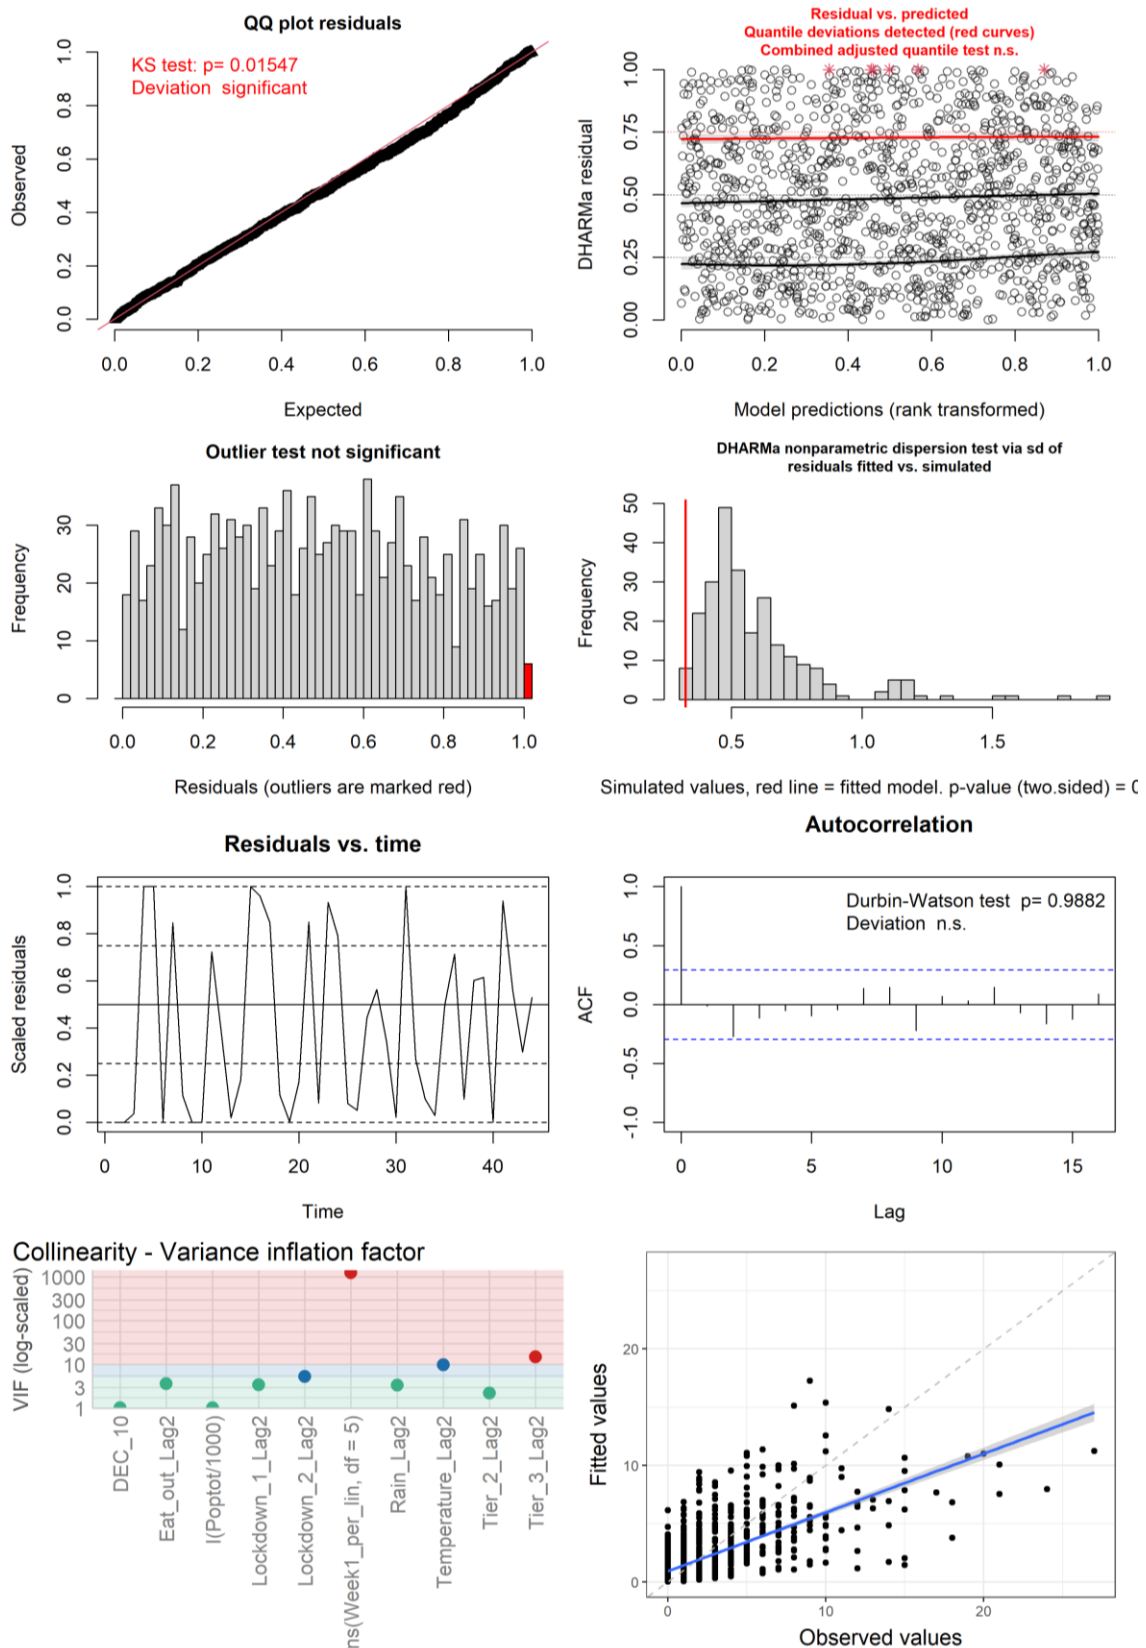 QQ plot residuals
KS test: p= 0.01547
Deviation significant
Observed
0.0 0.2 0.4 0.6 0.8 1.0
0.0 0.2 0.4 0.6 0.8 1.0
Expected
Residual vs. predicted
Quantile deviations detected (red curves)
Combined adjusted quantile test n.s.
DHARMa residual
0.00 0.25 0.50 0.75 1.00
0.0 0.2 0.4 0.6 0.8 1.0
Model predictions (rank transformed)
Outlier test not significant
Frequency
0 10 20 30
0.0 0.2 0.4 0.6 0.8 1.0
Residuals (outliers are marked red)
DHARMa nonparametric dispersion test via sd of
residuals fitted vs. simulated
Frequency
0 10 20 30 40 50
0.5 1.0 1.5
Simulated values, red line = fitted model. p-value (two.sided) = 
Residuals vs. time
Scaled residuals
0.0 0.2 0.4 0.6 0.8 1.0
0 10 20 30 40
Time
Autocorrelation
Durbin-Watson test p= 0.9882
Deviation n.s.
ACF
-1.0 -0.5 0.0 0.5 1.0
0 5 10 15
Lag
Collinearity - Variance inflation factor
VIF (log-scaled)
1000
300
100
30
10
3
1
DEC_10
Eat_out_Lag2
I(Poptot/1000)
Lockdown_1_Lag2
Lockdown_2_Lag2
ns(Week1_per_lin, df = 5)
Rain_Lag2
Temperature_Lag2
Tier_2_Lag2
Tier_3_Lag2
Fitted values
20
10
0
0 10 20
Observed values